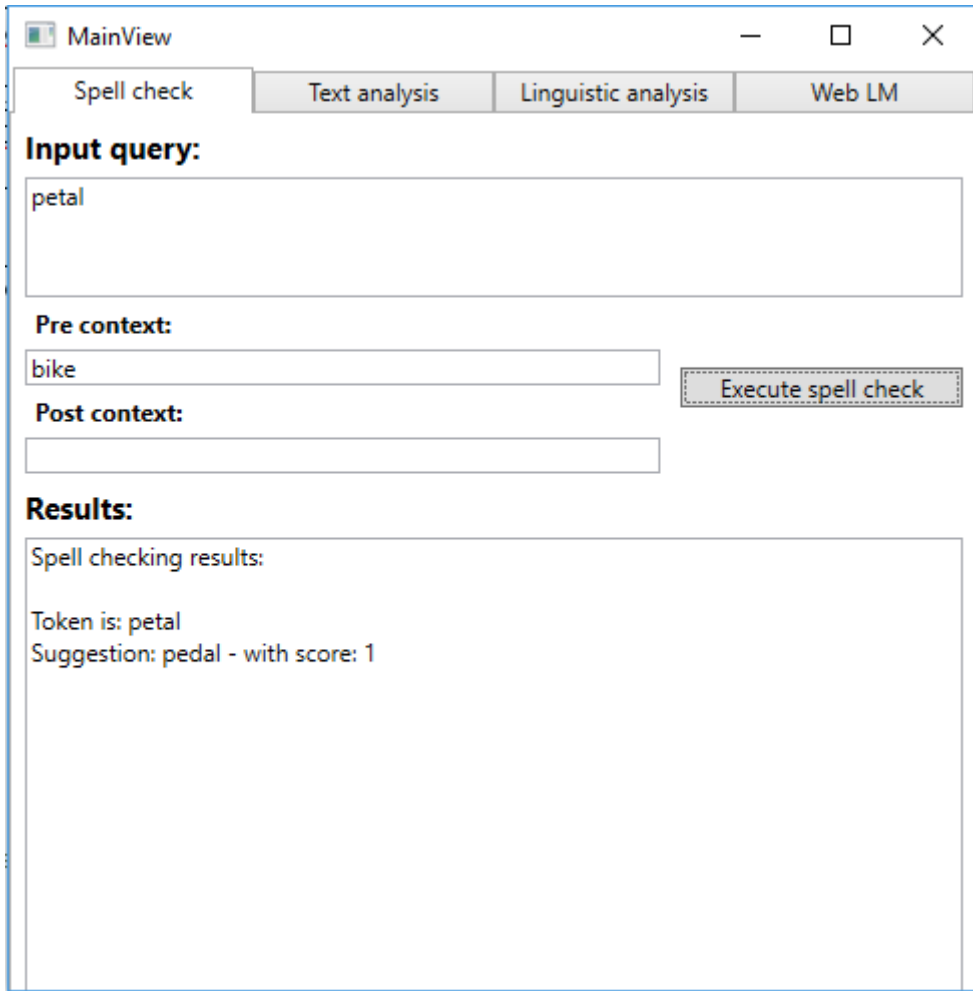 MainView
Spell check Text analysis Linguistic analysis Web LM
Input query:
petal
Pre context:
bike
Execute spell check
Post context:
Results:
Spell checking results:
Token is: petal
Suggestion: pedal - with score: 1